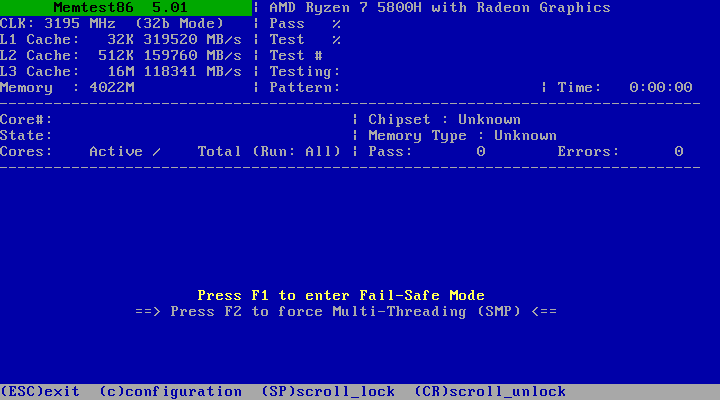 Memtest86  5.01 | AMD Ryzen 7 5800H with Radeon Graphics
CLK: 3195 MHz  (32b Mode) | Pass   %
L1 Cache:   32K 319520 MB/s | Test   %
L2 Cache:  512K 159760 MB/s | Test #
L3 Cache:   16M 118341 MB/s | Testing:
Memory  : 4022M | Pattern: | Time:   0:00:00
Core#: | Chipset : Unknown
State: | Memory Type : Unknown
Cores:    Active /    Total (Run: All) | Pass:       0        Errors:      0
Press F1 to enter Fail-Safe Mode
==> Press F2 to force Multi-Threading (SMP) <==
(ESC)exit  (c)configuration  (SP)scroll_lock  (CR)scroll_unlock